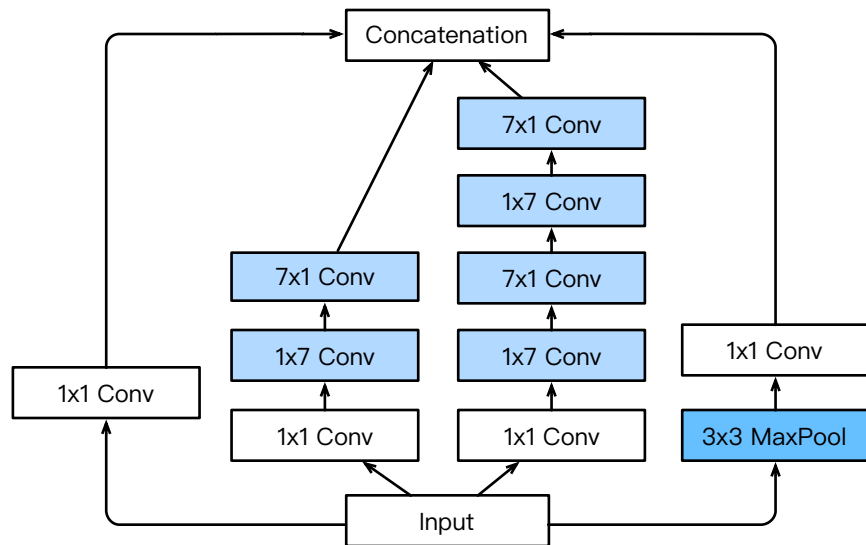 Concatenation
7x1 Conv
1x7 Conv
7x1 Conv
7x1 Conv
1x7 Conv
1x7 Conv
1x1 Conv
1x1 Conv
1x1 Conv
1x1 Conv
3x3 MaxPool
Input